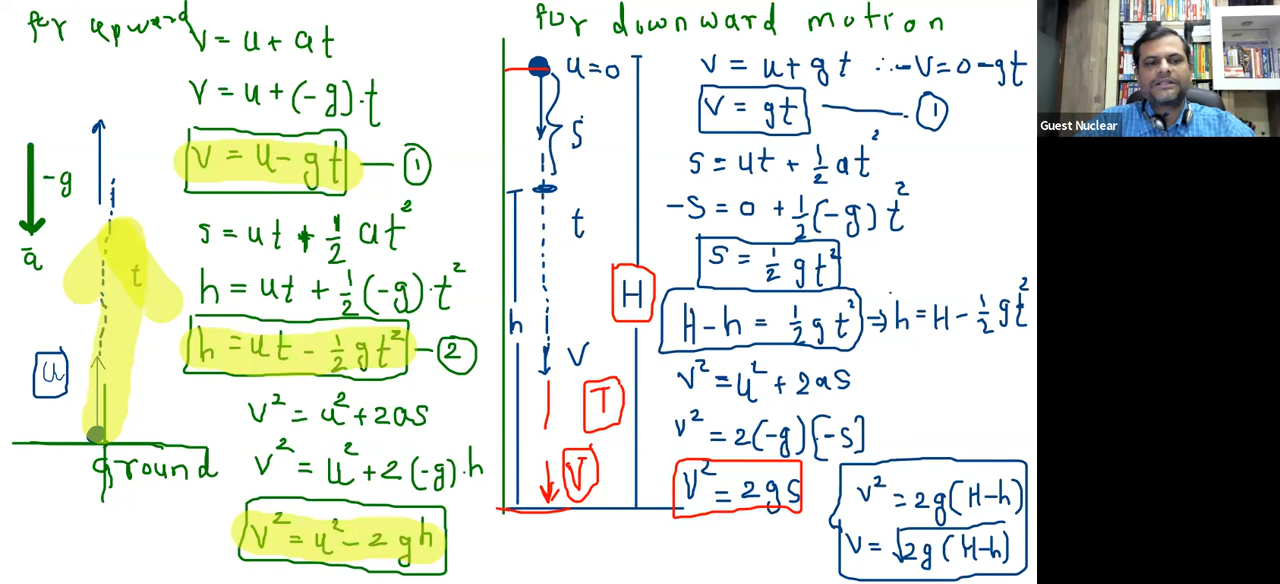 for upward
v = u + at
v = u + (-g)·t
v = u - gt — ①
-g
a̅
t
s = ut + 1/2 at²
h = ut + 1/2 (-g)·t²
h = ut - 1/2 gt² — ②
u
v² = u² + 2as
ground
v² = u² + 2(-g)·h
v² = u² - 2gh
for downward motion
u = 0
S
t
H
h
v
T
V
v = u + gt ∴ -v = 0 - gt
v = gt — ①
s = ut + 1/2 at²
-s = 0 + 1/2 (-g) t²
s = 1/2 gt²
H - h = 1/2 gt² ⇒ h = H - 1/2 gt²
v² = u² + 2as
v² = 2(-g)[-s]
v² = 2gs
v² = 2g(H-h)
v = √2g(H-h)
Guest Nuclear